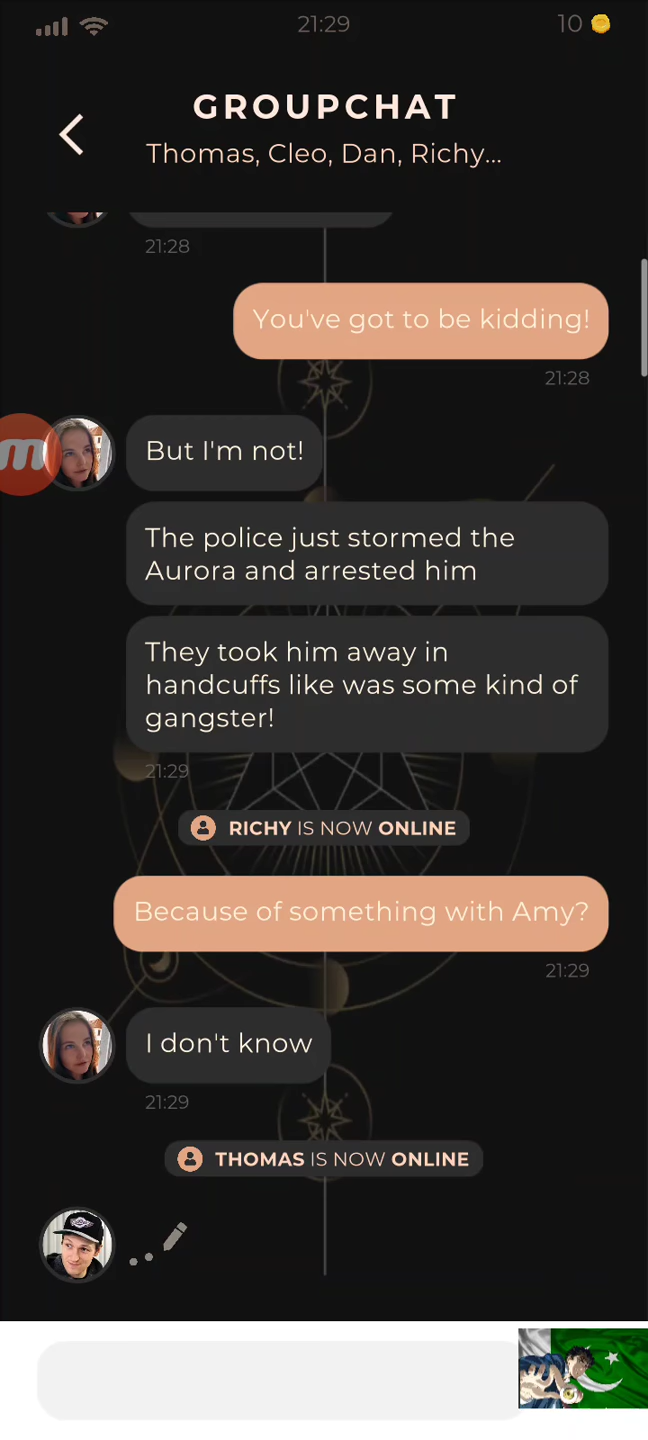 21:29
10
GROUPCHAT
Thomas, Cleo, Dan, Richy...
21:28
You've got to be kidding!
21:28
But I'm not!
The police just stormed the
Aurora and arrested him
They took him away in
handcuffs like was some kind of
gangster!
21:29
RICHY IS NOW ONLINE
Because of something with Amy?
21:29
I don't know
21:29
THOMAS IS NOW ONLINE